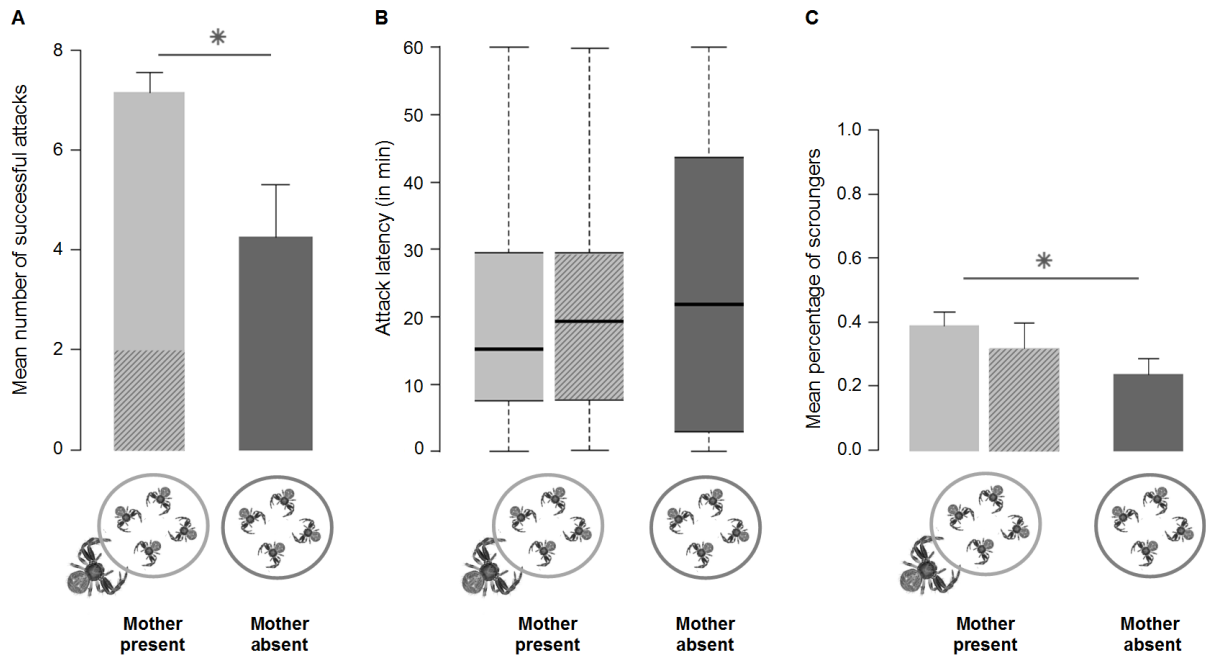 A
Mean number of successful attacks
8
6
4
2
0
*
Mother
present
Mother
absent
B
Attack latency (in min)
60
50
40
30
20
10
0
Mother
present
Mother
absent
C
Mean percentage of scroungers
1.0
0.8
0.6
0.4
0.2
0.0
*
Mother
present
Mother
absent